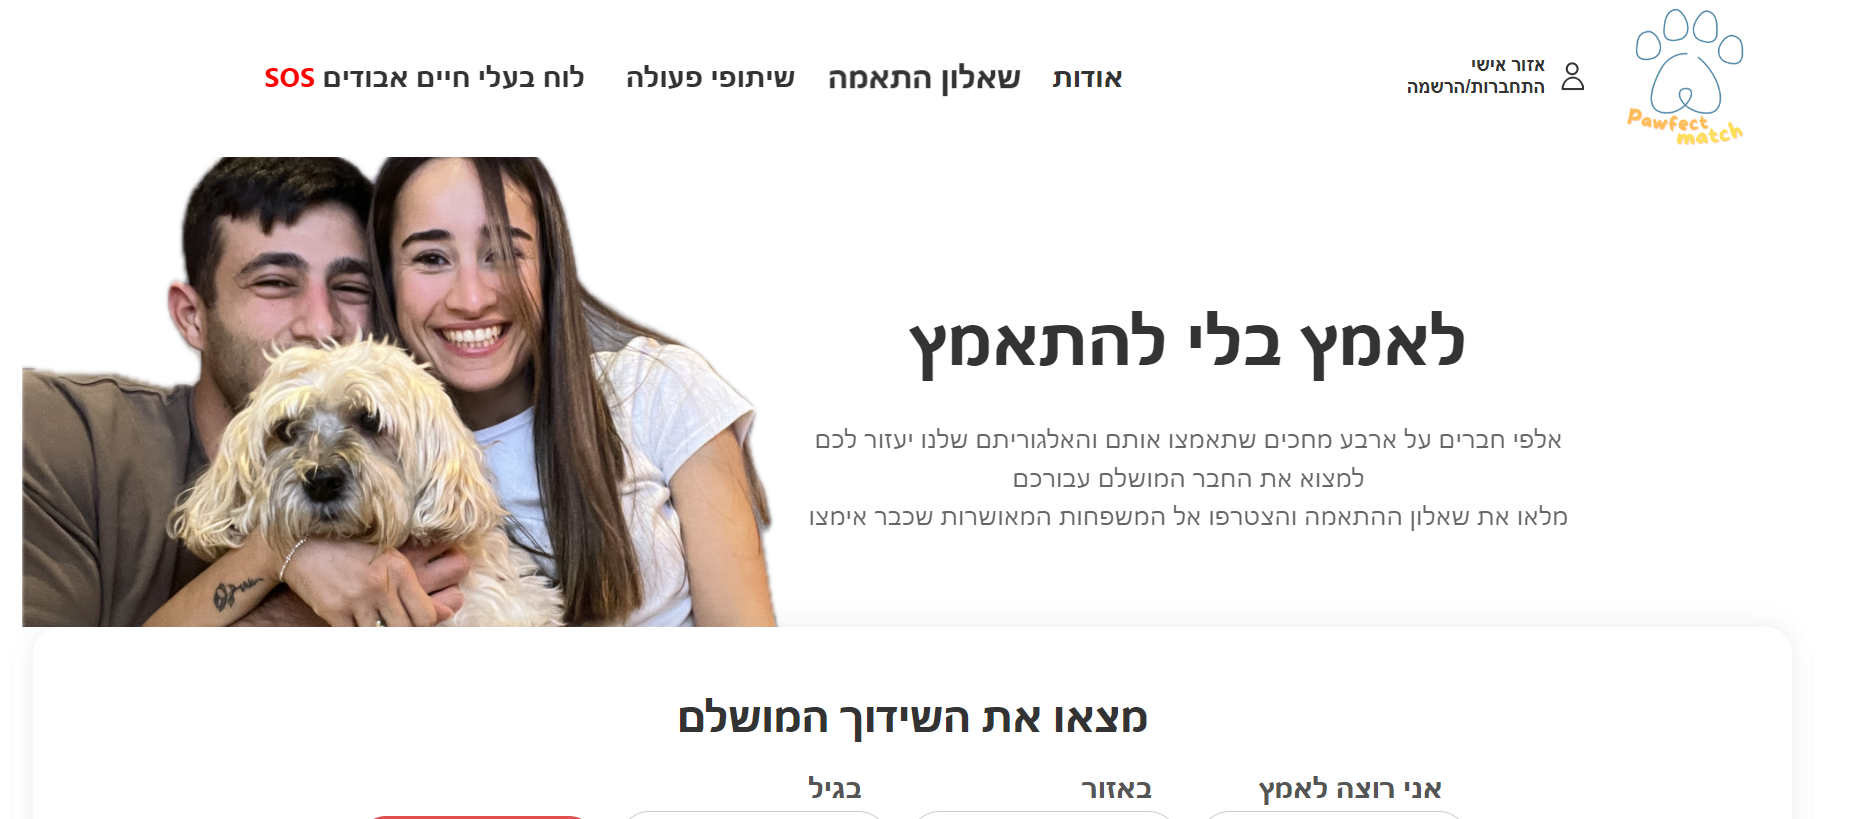 Pawfect
match
אזור אישי
התחברות/הרשמה
אודות
שאלון התאמה
שיתופי פעולה
לוח בעלי חיים אבודים SOS
לאמץ בלי להתאמץ
אלפי חברים על ארבע מחכים שתאמצו אותם והאלגוריתם שלנו יעזור לכם
למצוא את החבר המושלם עבורכם
מלאו את שאלון ההתאמה והצטרפו אל המשפחות המאושרות שכבר אימצו
מצאו את השידוך המושלם
אני רוצה לאמץ
באזור
בגיל